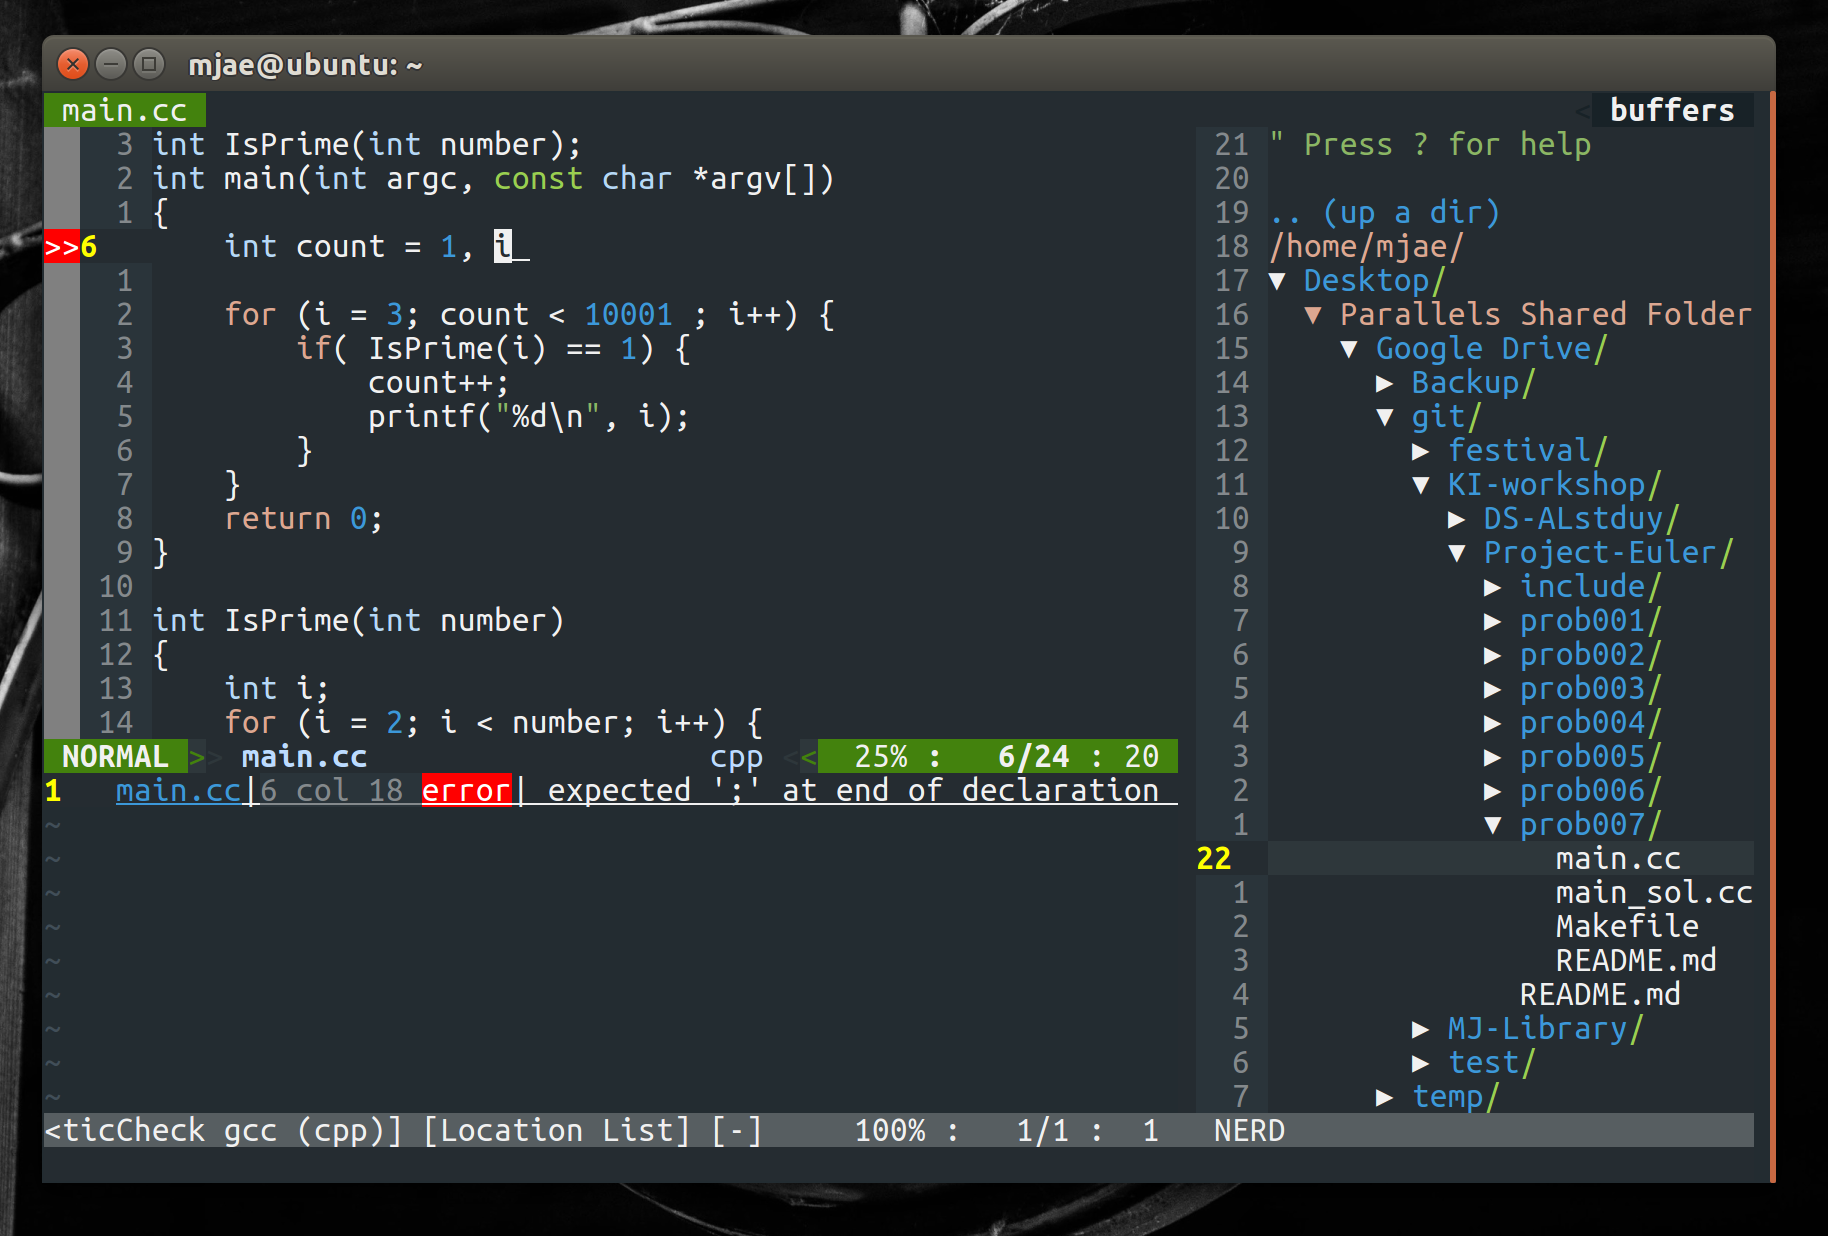 mjae@ubuntu: ~
main.cc
< buffers
3 int IsPrime(int number);
2 int main(int argc, const char *argv[])
1 {
>>6 int count = 1, i_
1
2 for (i = 3; count < 10001 ; i++) {
3 if( IsPrime(i) == 1) {
4 count++;
5 printf("%d\n", i);
6 }
7 }
8 return 0;
9 }
10
11 int IsPrime(int number)
12 {
13 int i;
14 for (i = 2; i < number; i++) {
NORMAL >> main.cc cpp << 25% : 6/24 : 20
1 main.cc|6 col 18 error| expected ';' at end of declaration
~
~
~
~
~
~
~
~
~
<ticCheck gcc (cpp)] [Location List] [-] 100% : 1/1 : 1
21 " Press ? for help
20
19 .. (up a dir)
18 /home/mjae/
17 ▼ Desktop/
16 ▼ Parallels Shared Folder
15 ▼ Google Drive/
14 ▶ Backup/
13 ▼ git/
12 ▶ festival/
11 ▼ KI-workshop/
10 ▶ DS-ALstduy/
9 ▼ Project-Euler/
8 ▶ include/
7 ▶ prob001/
6 ▶ prob002/
5 ▶ prob003/
4 ▶ prob004/
3 ▶ prob005/
2 ▶ prob006/
1 ▼ prob007/
22 main.cc
1 main_sol.cc
2 Makefile
3 README.md
4 README.md
5 ▶ MJ-Library/
6 ▶ test/
7 ▶ temp/
NERD